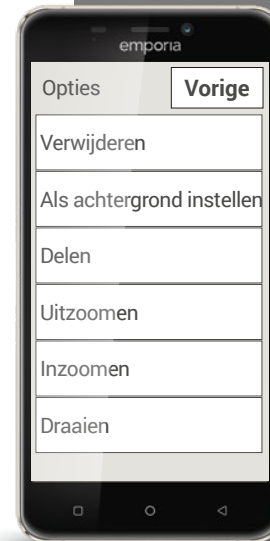 emporia
Opties
Vorige
Verwijderen
Als achtergrond instellen
Delen
Uitzoomen
Inzoomen
Draaien